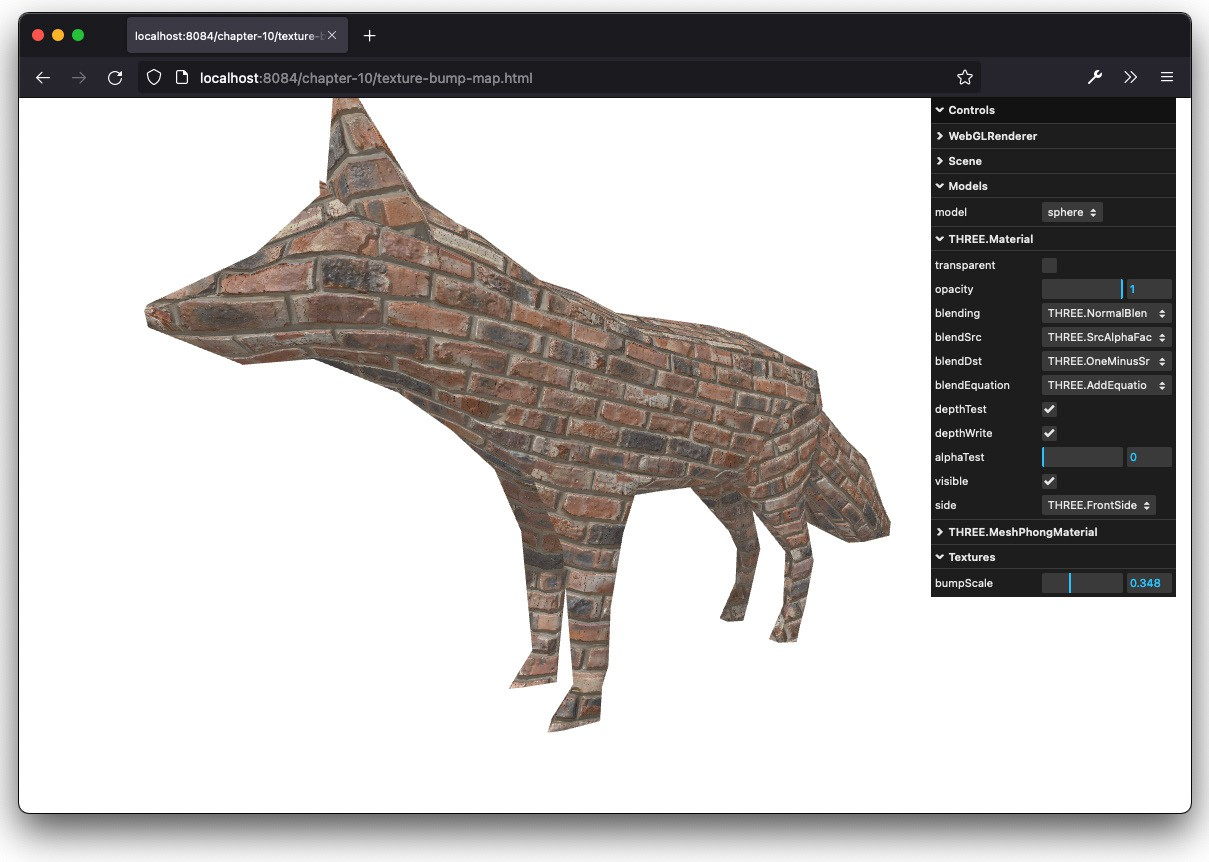 localhost:8084/chapter-10/texture-b
localhost:8084/chapter-10/texture-bump-map.html
Controls
WebGLRenderer
Scene
Models
model sphere
THREE.Material
transparent
opacity 1
blending THREE.NormalBlen
blendSrc THREE.SrcAlphaFac
blendDst THREE.OneMinusSr
blendEquation THREE.AddEquatio
depthTest
depthWrite
alphaTest 0
visible
side THREE.FrontSide
THREE.MeshPhongMaterial
Textures
bumpScale 0.348